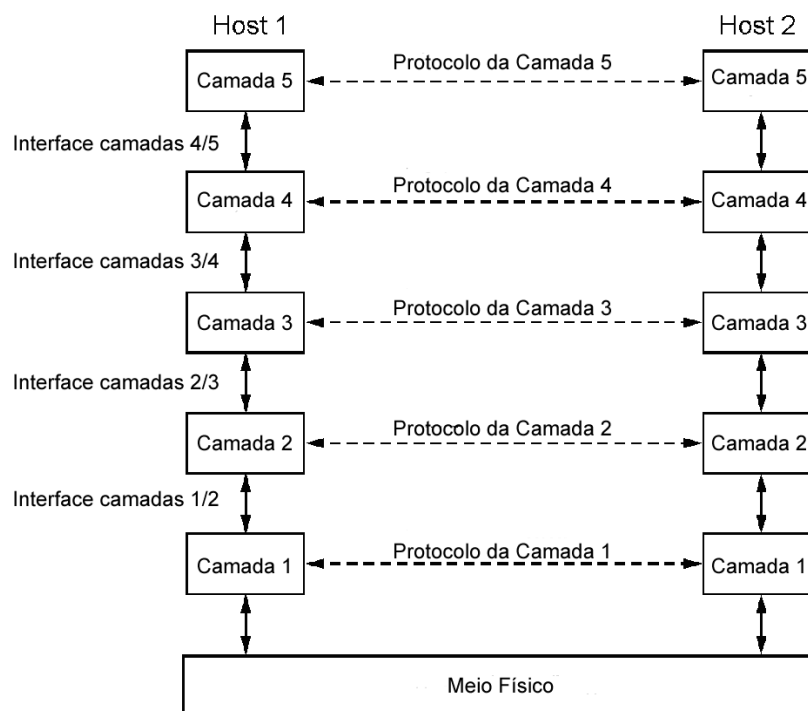 Host 1
Host 2
Camada 5
Protocolo da Camada 5
Camada 5
Interface camadas 4/5
Camada 4
Protocolo da Camada 4
Camada 4
Interface camadas 3/4
Camada 3
Protocolo da Camada 3
Camada 3
Interface camadas 2/3
Camada 2
Protocolo da Camada 2
Camada 2
Interface camadas 1/2
Camada 1
Protocolo da Camada 1
Camada 1
Meio Físico